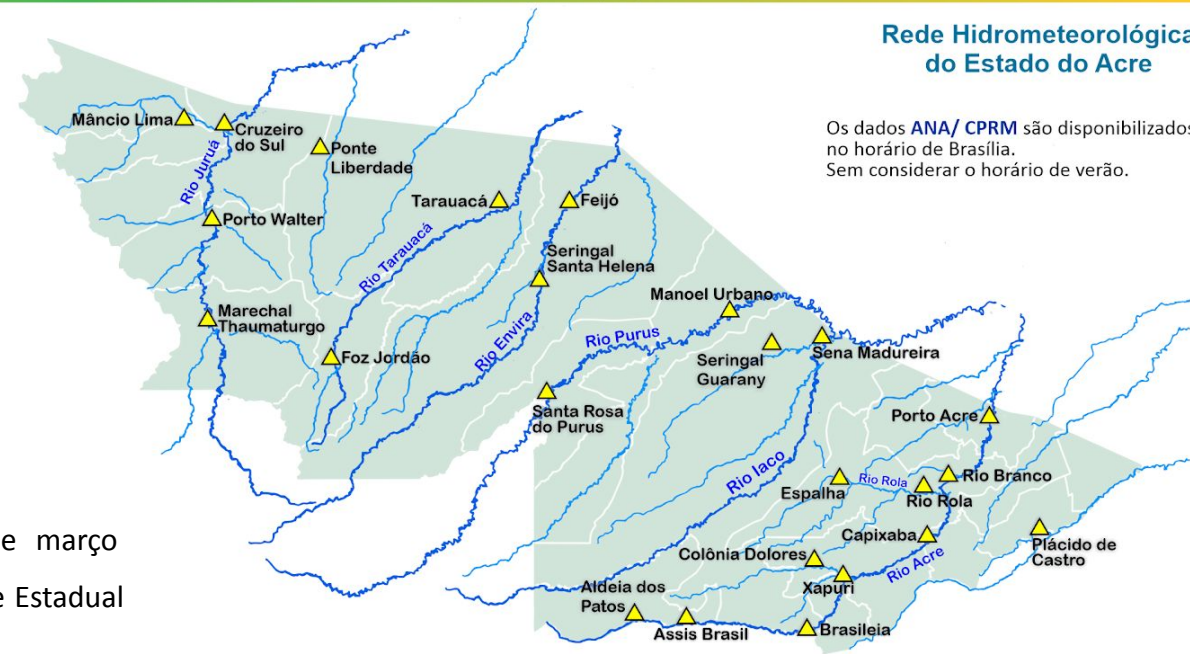 Rede Hidrometeorológica
do Estado do Acre
Os dados ANA/ CPRM são disponibilizados
no horário de Brasília.
Sem considerar o horário de verão.
Mâncio Lima
Cruzeiro
do Sul
Ponte
Liberdade
Rio Juruá
Porto Walter
Tarauacá
Feijó
Rio Tarauacá
Seringal
Santa Helena
Marechal
Thaumaturgo
Foz Jordão
Rio Envira
Manoel Urbano
Rio Purus
Seringal
Guarany
Sena Madureira
Santa Rosa
do Purus
Porto Acre
Rio Iaco
Espalha
Rio Rola
Rio Rola
Rio Branco
Capixaba
Plácido de
Castro
Colônia Dolores
Rio Acre
Xapuri
Aldeia dos
Patos
Assis Brasil
Brasileia
e março
e Estadual